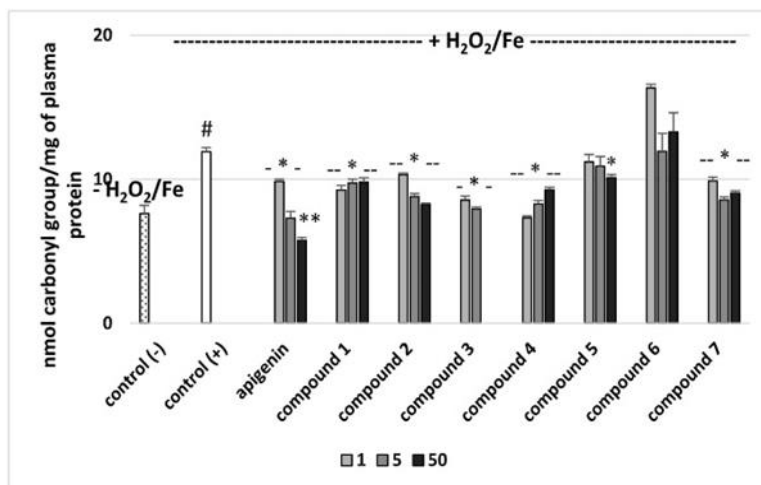 20
10
0
nmol carbonyl group/mg of plasma
protein
+ H₂O₂/Fe
H₂O₂/Fe
#
*
**
*
*
*
*
*
*
control (-)
control (+)
apigenin
compound 1
compound 2
compound 3
compound 4
compound 5
compound 6
compound 7
1 5 50